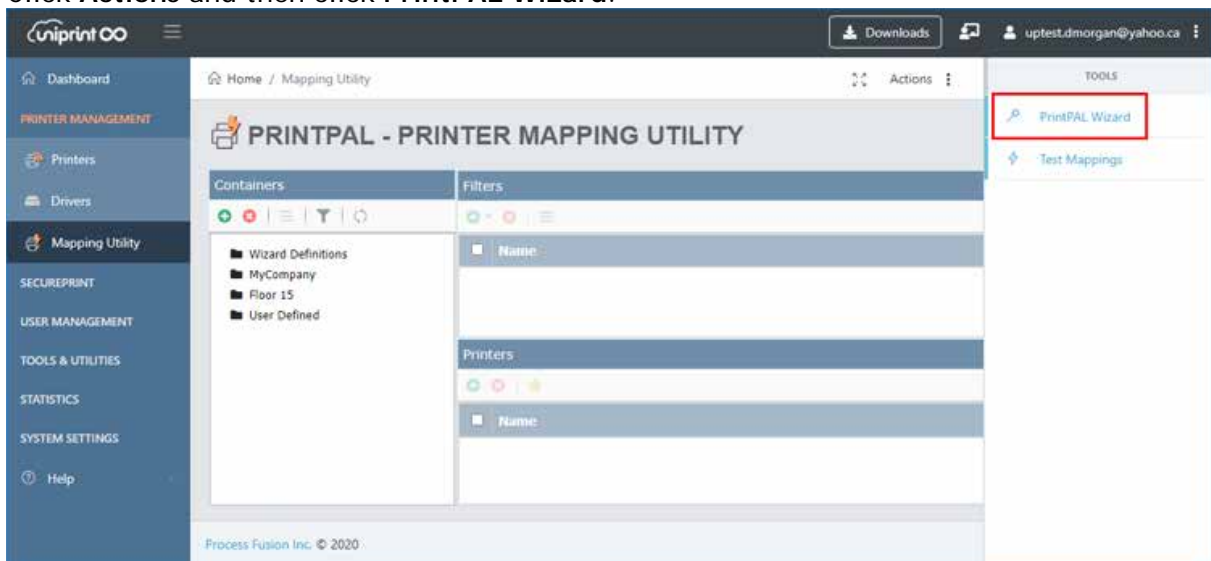 Click Actions and then click PrintPAL Wizard.
uniprint
Downloads
uptest.dmorgan@yahoo.ca
Dashboard
Home / Mapping Utility
Actions
TOOLS
PRINTER MANAGEMENT
PRINTPAL - PRINTER MAPPING UTILITY
PrintPAL Wizard
Printers
Test Mappings
Containers
Filters
Drivers
Mapping Utility
Wizard Definitions
Name
MyCompany
Floor 15
User Defined
SECUREPRINT
USER MANAGEMENT
TOOLS & UTILITIES
Printers
STATISTICS
Name
SYSTEM SETTINGS
Help
Process Fusion Inc. © 2020